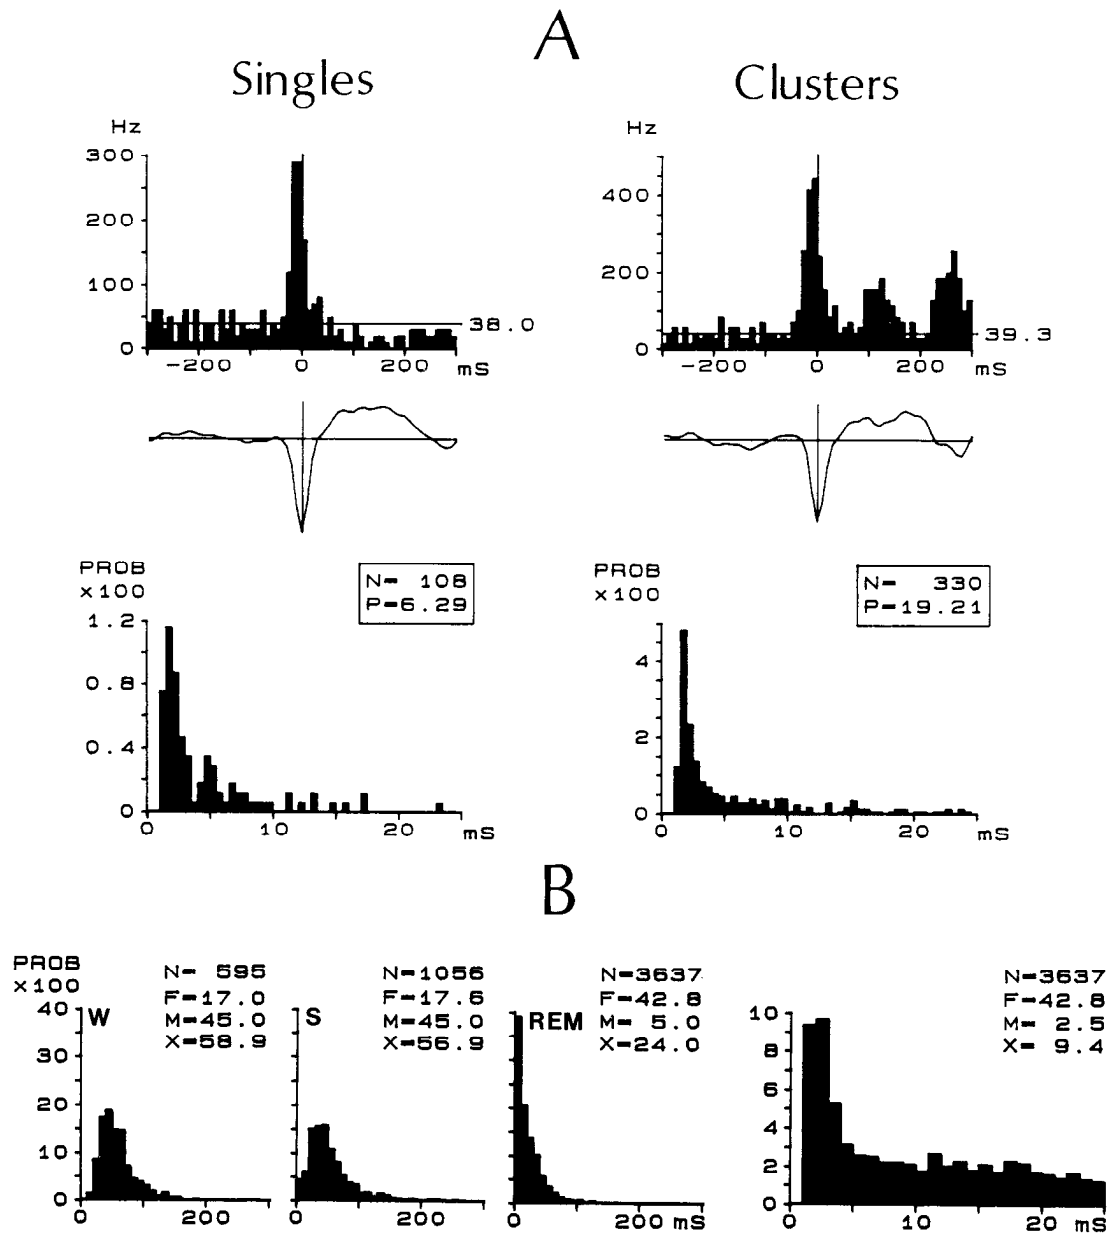 A
Singles
Clusters
Hz
300
200
100
0
38.0
-200 0 200 mS
Hz
400
200
0
39.3
-200 0 200 mS
PROB
x100
N= 108
P=6.29
1.2
0.8
0.4
0
0 10 20 mS
PROB
x100
N= 330
P=19.21
4
2
0
0 10 20 mS
B
PROB
x100
40
30
20
10
0
W
N= 595
F=17.0
M=45.0
X=58.9
0 200
S
N=1056
F=17.6
M=45.0
X=56.9
0 200
REM
N=3637
F=42.8
M= 5.0
X=24.0
0 200 mS
N=3637
F=42.8
M= 2.5
X= 9.4
10
8
6
4
2
0
0 10 20 mS